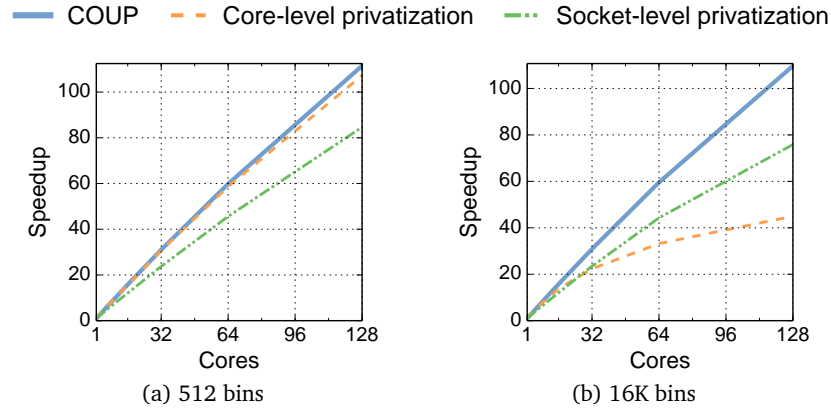 COUP Core-level privatization Socket-level privatization
100
80
60
40
20
0
Speedup
1 32 64 96 128
Cores
(a) 512 bins
100
80
60
40
20
0
Speedup
1 32 64 96 128
Cores
(b) 16K bins